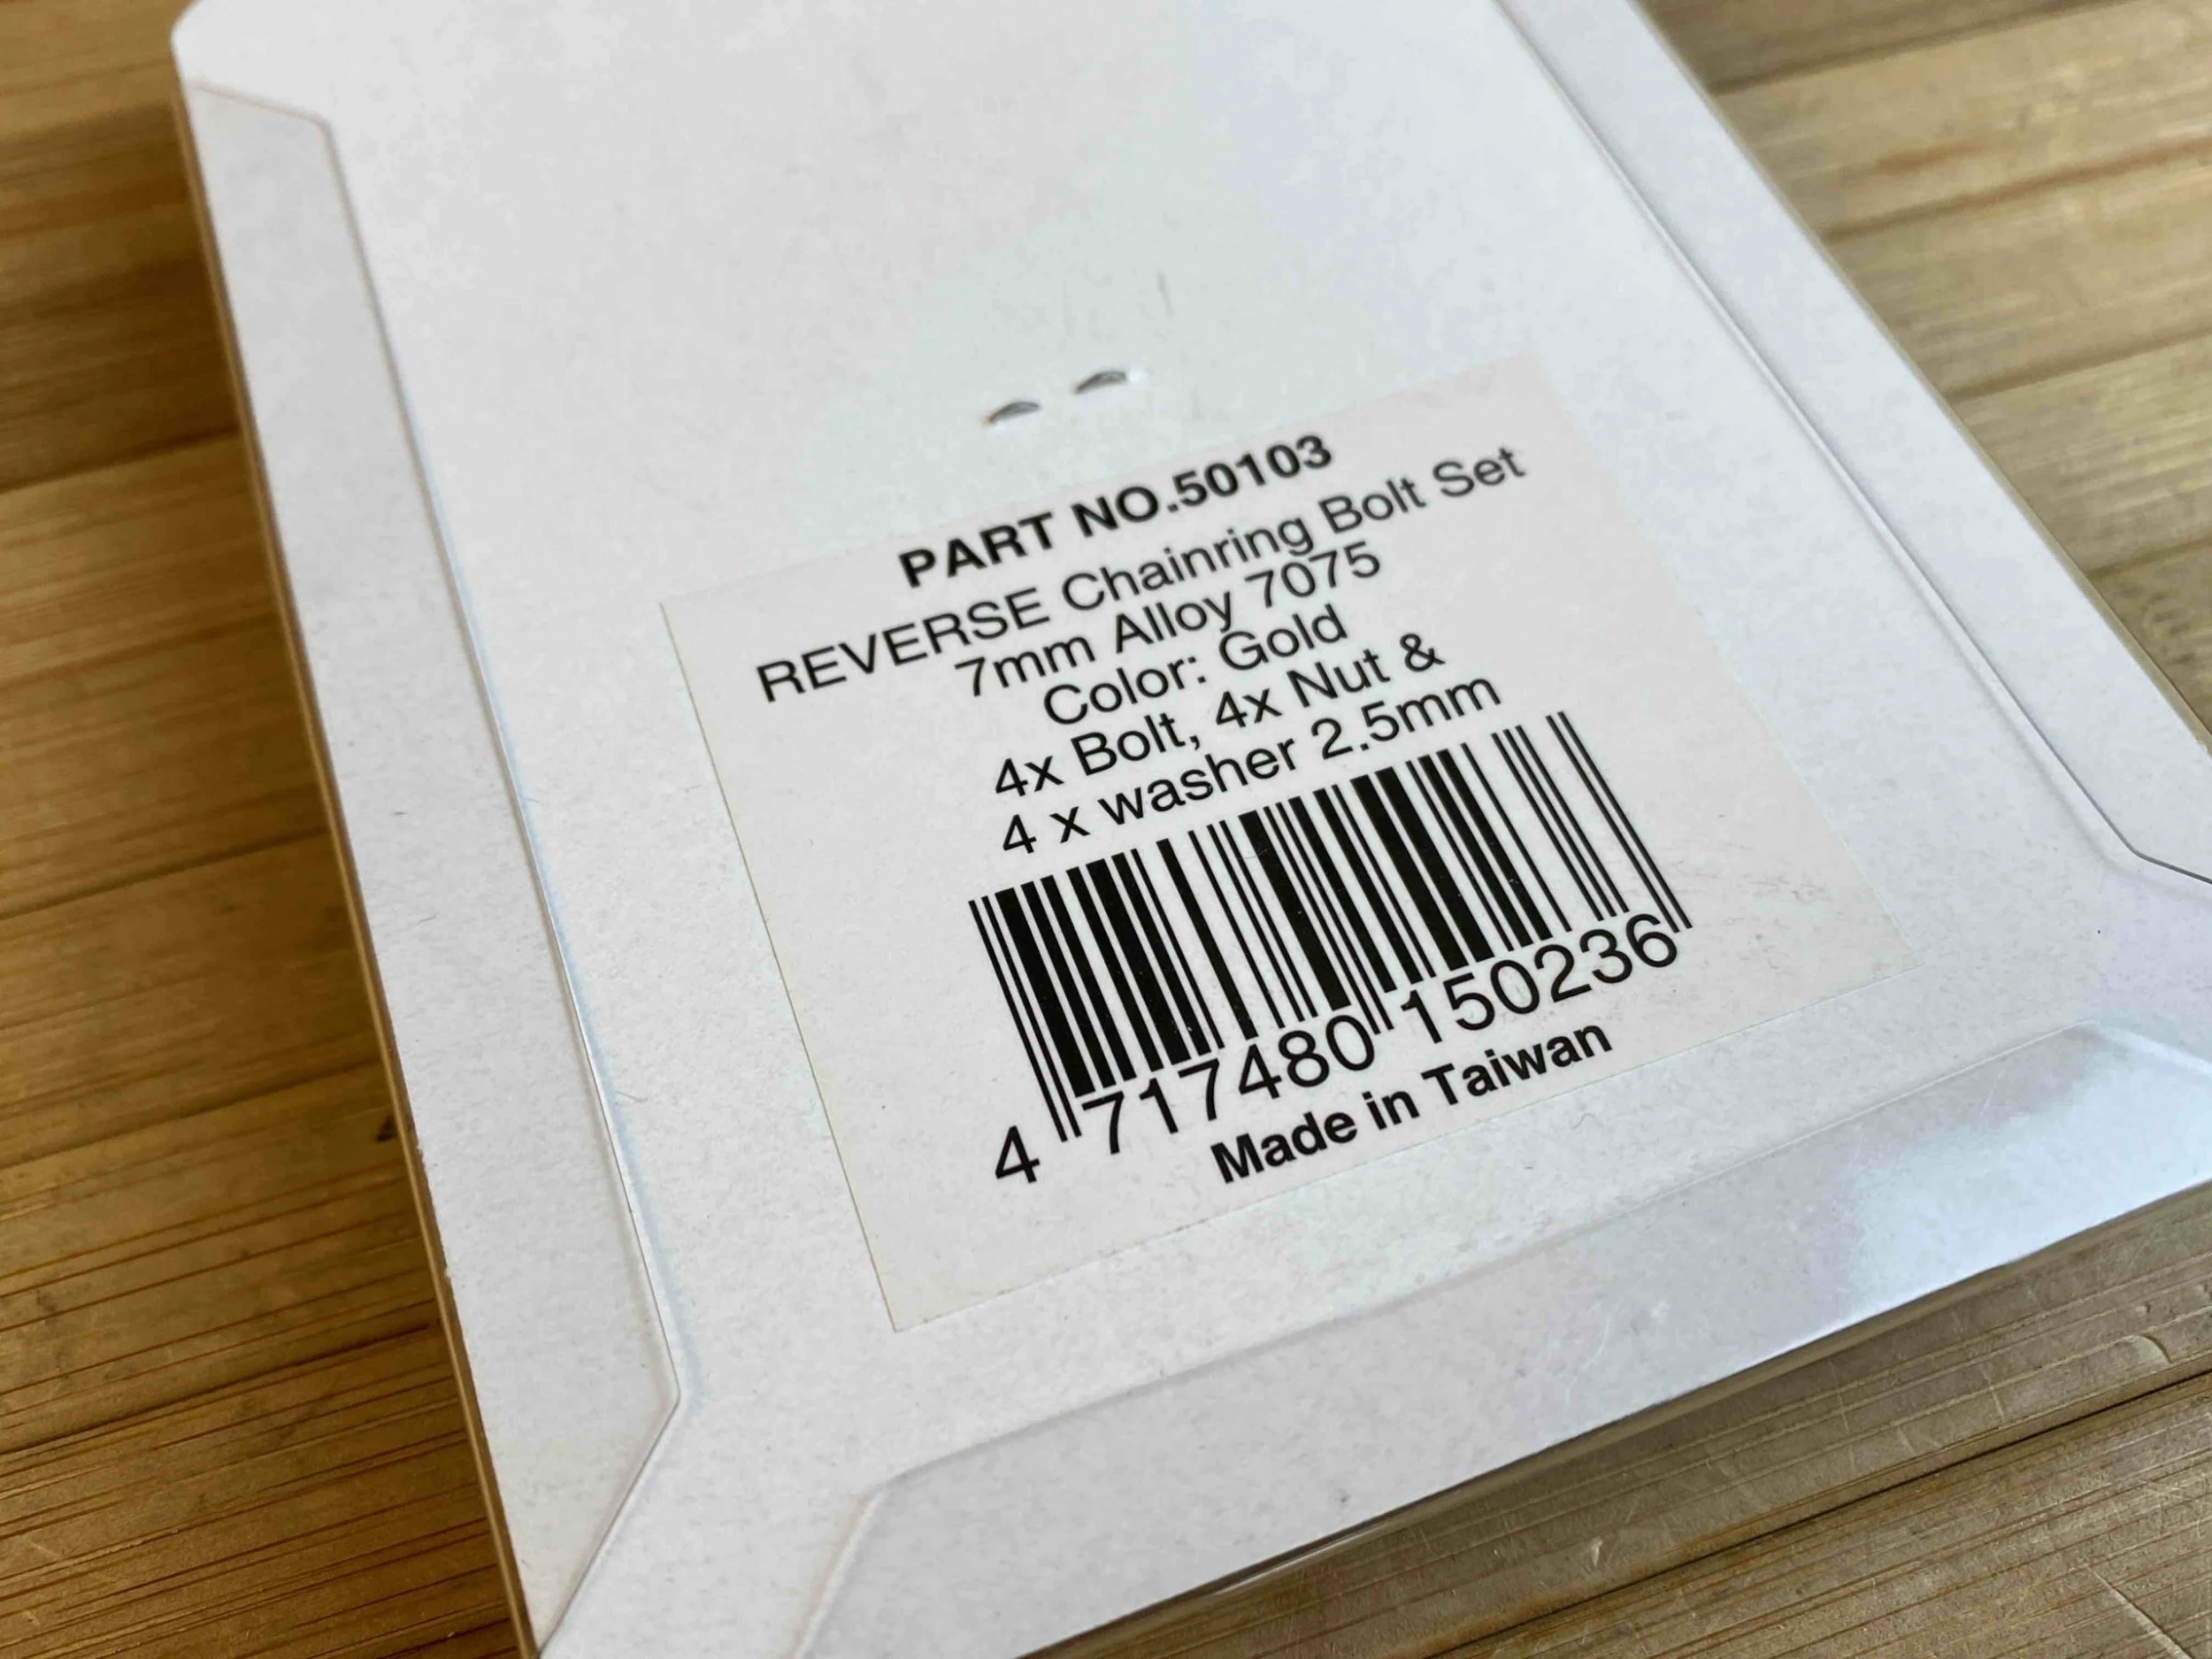 PART NO.50103
REVERSE Chainring Bolt Set
7mm Alloy 7075
Color: Gold
4x Bolt, 4x Nut &
4 x washer 2.5mm
4 717480 150236
Made in Taiwan